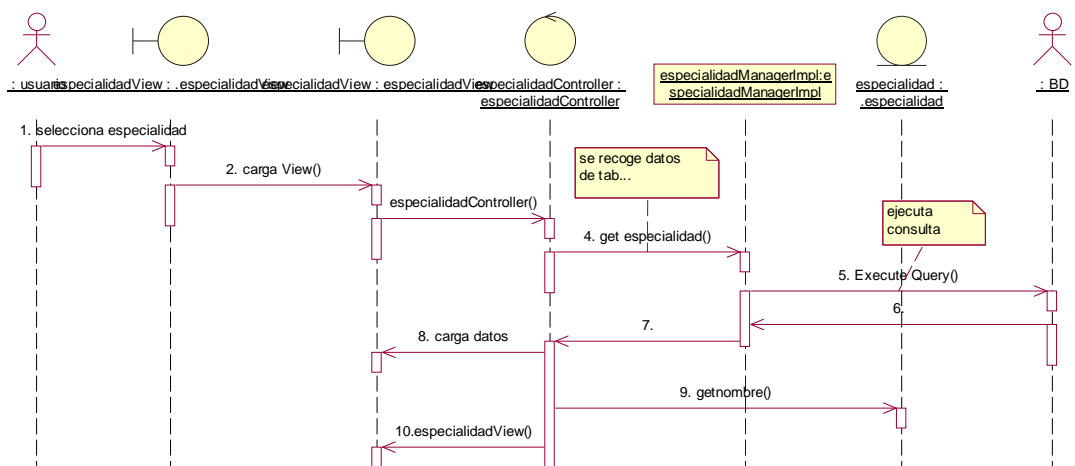 : usuario
especialidadView : .especialidadView
especialidadView : especialidadView
especialidadController :
especialidadController
especialidadManagerImpl:e
specialidadManagerImpl
especialidad :
.especialidad
: BD
1. selecciona especialidad
2. carga View()
se recoge datos
de tab...
especialidadController()
ejecuta
consulta
4. get especialidad()
5. Execute Query()
6.
7.
8. carga datos
9. getnombre()
10.especialidadView()